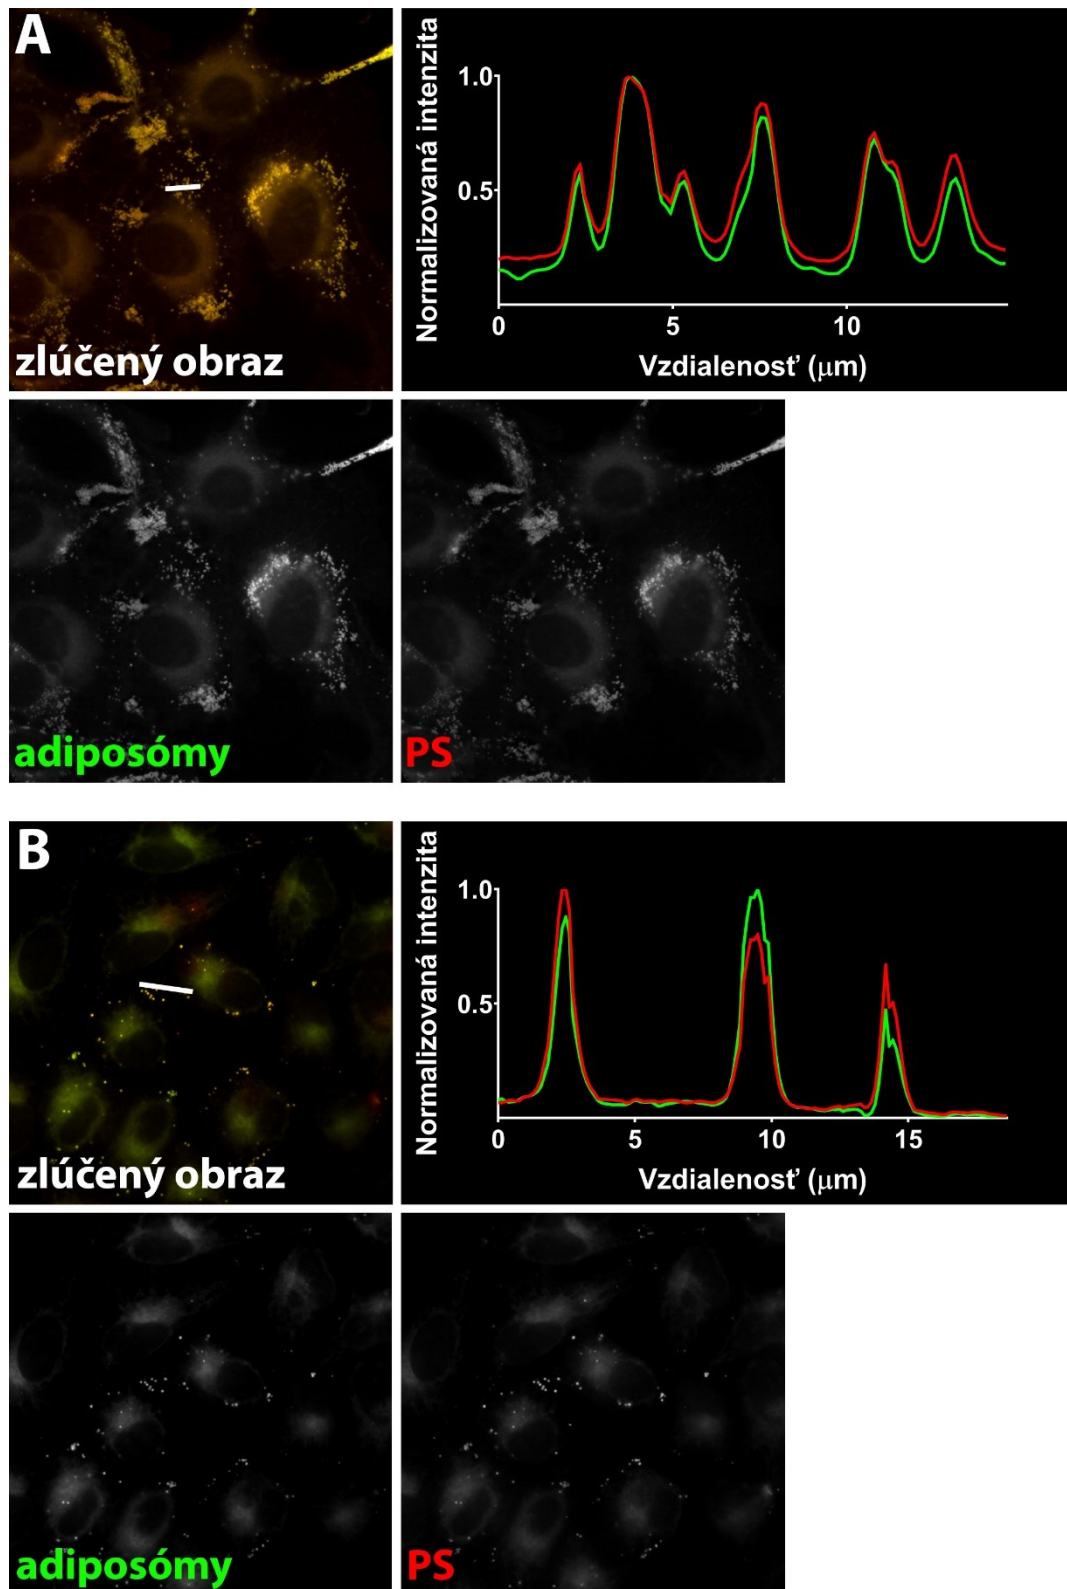 A
zlúčený obraz
Normalizovaná intenzita
1.0
0.5
0
5
10
Vzdialenosť (μm)
adiposómy
PS
B
zlúčený obraz
Normalizovaná intenzita
1.0
0.5
0
5
10
15
Vzdialenosť (μm)
adiposómy
PS